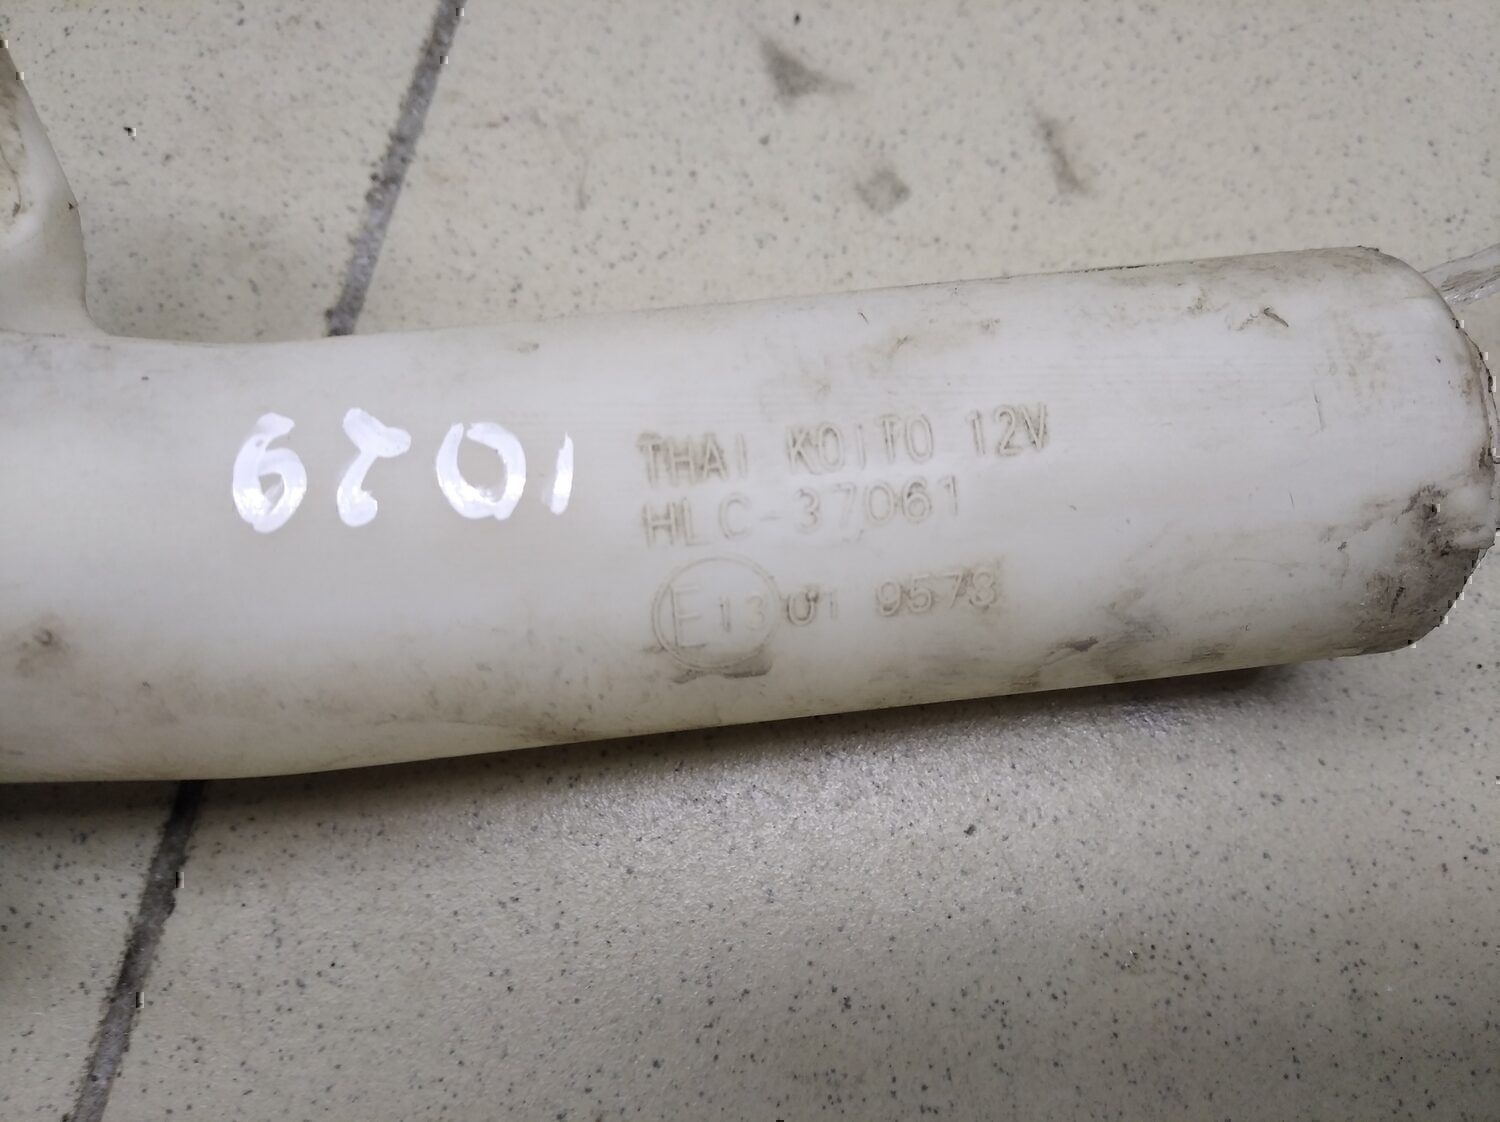 1029
THAI KOITO 12V
HLC-37061
E13 01 9573